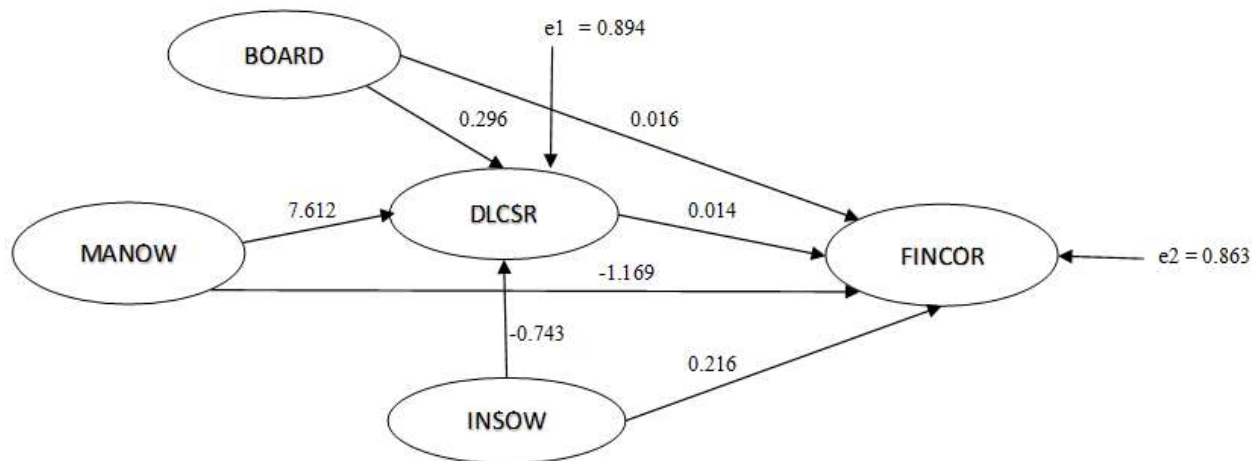 e1 = 0.894
BOARD
0.296
0.016
7.612
DLCSR
0.014
MANOW
FINCOR
e2 = 0.863
-1.169
-0.743
0.216
INSOW